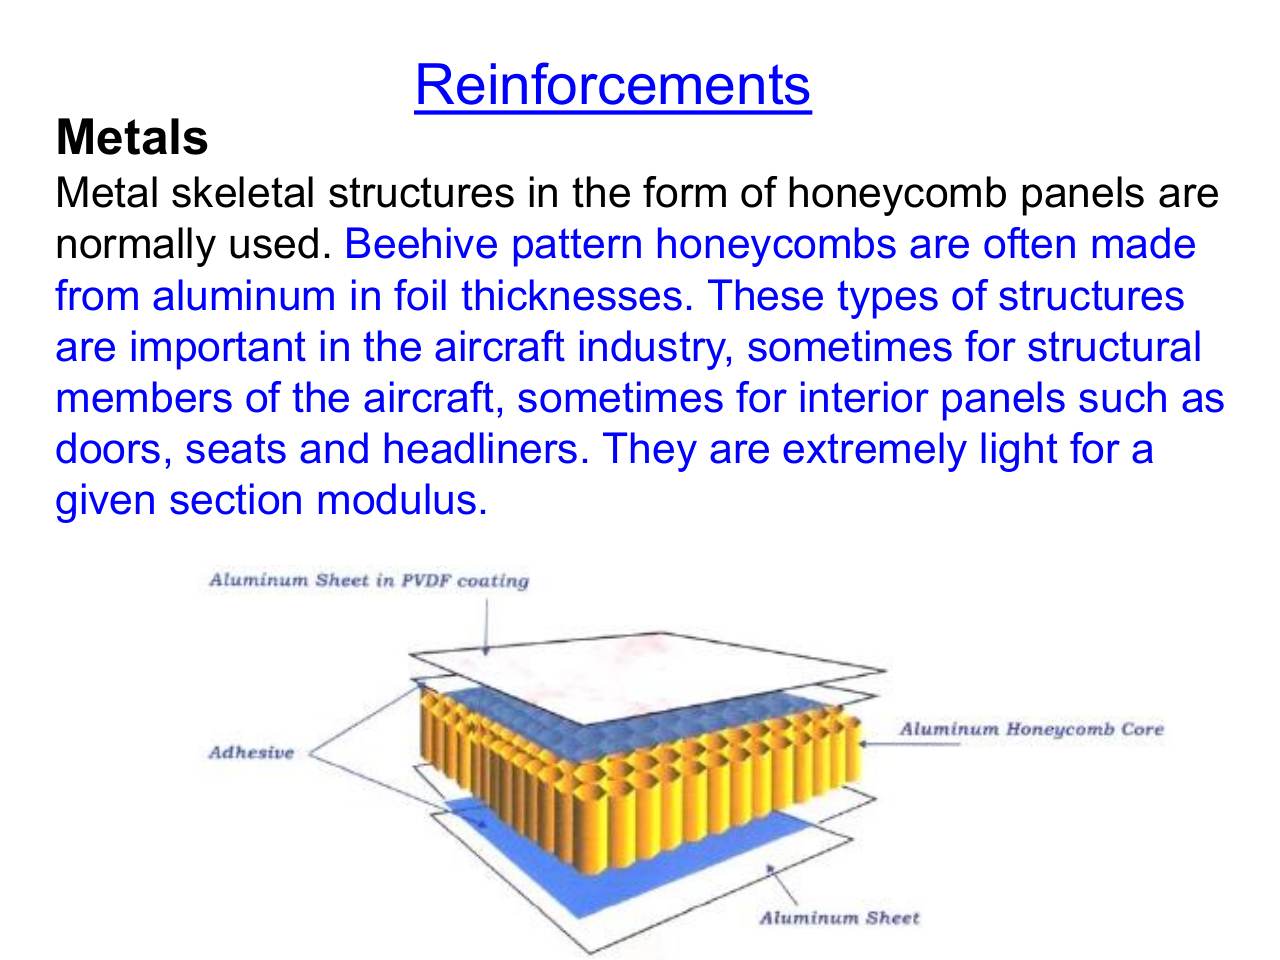 Reinforcements
Metals
Metal skeletal structures in the form of honeycomb panels are
normally used. Beehive pattern honeycombs are often made
from aluminum in foil thicknesses. These types of structures
are important in the aircraft industry, sometimes for structural
members of the aircraft, sometimes for interior panels such as
doors, seats and headliners. They are extremely light for a
given section modulus.
Aluminum Sheet in PVDF coating
Aluminum Honeycomb Core
Adhesive
Aluminum Sheet